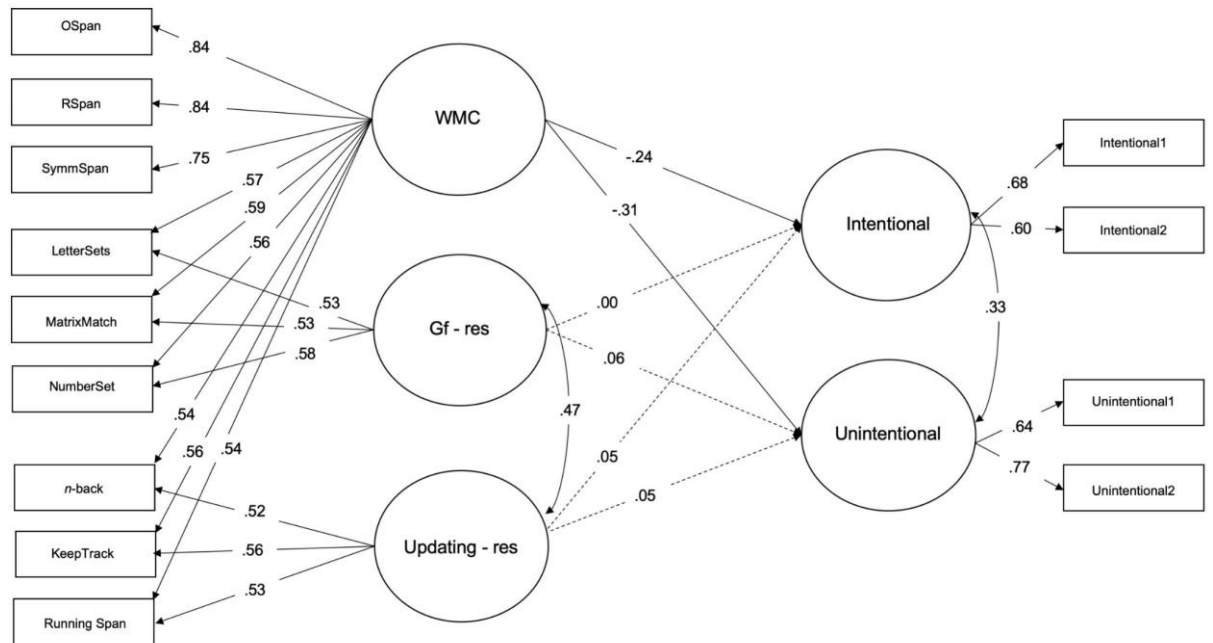 OSpan
.84
RSpan
.84
WMC
SymmSpan
.75
-.24
Intentional1
.68
.57
-.31
.59
Intentional
.60
Intentional2
LetterSets
.56
.53
.00
MatrixMatch
.53
Gf - res
.33
.58
.06
NumberSet
.54
.47
Unintentional1
.64
.56
.54
.05
Unintentional
.77
n-back
.52
.05
Unintentional2
KeepTrack
.56
Updating - res
.53
Running Span